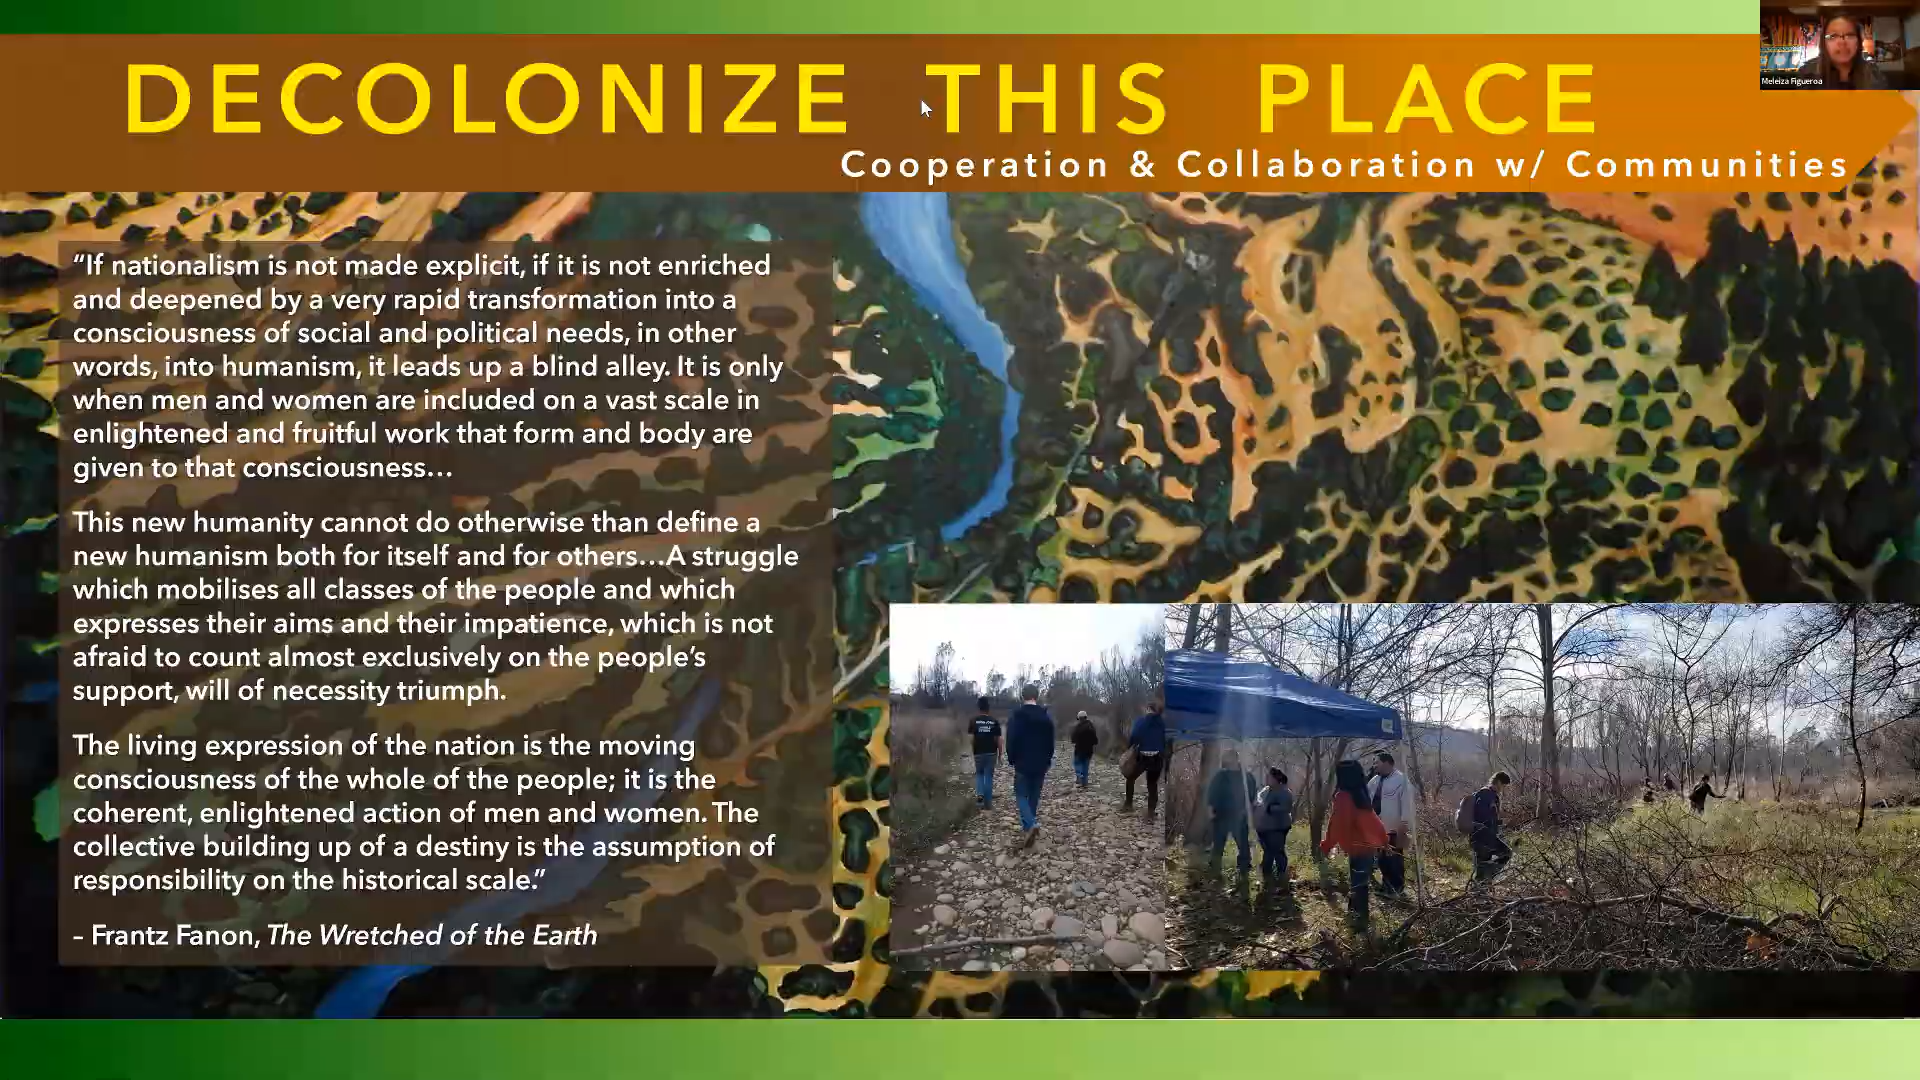 DECOLONIZE THIS PLACE
Cooperation & Collaboration w/ Communities
Meleiza Figueroa
“If nationalism is not made explicit, if it is not enriched
and deepened by a very rapid transformation into a
consciousness of social and political needs, in other
words, into humanism, it leads up a blind alley. It is only
when men and women are included on a vast scale in
enlightened and fruitful work that form and body are
given to that consciousness…
This new humanity cannot do otherwise than define a
new humanism both for itself and for others…A struggle
which mobilises all classes of the people and which
expresses their aims and their impatience, which is not
afraid to count almost exclusively on the people’s
support, will of necessity triumph.
The living expression of the nation is the moving
consciousness of the whole of the people; it is the
coherent, enlightened action of men and women. The
collective building up of a destiny is the assumption of
responsibility on the historical scale.”
– Frantz Fanon, The Wretched of the Earth